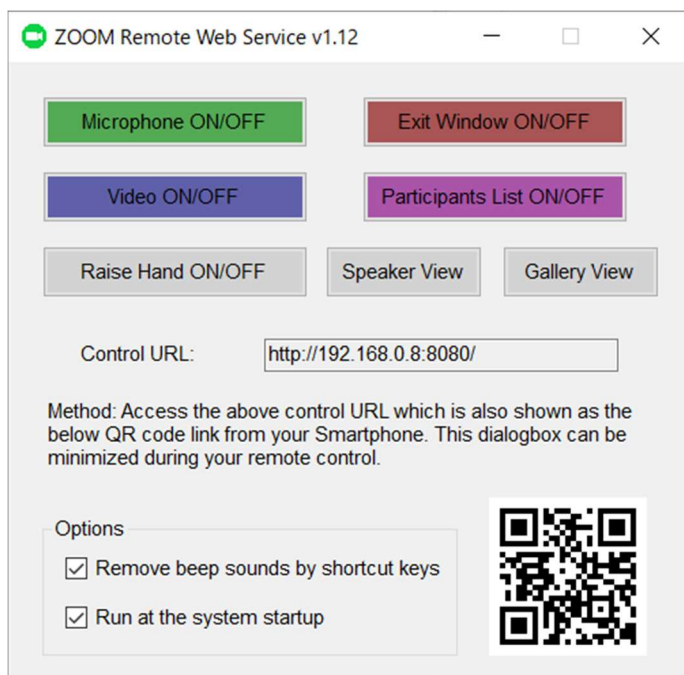 ZOOM Remote Web Service v1.12
Microphone ON/OFF
Exit Window ON/OFF
Video ON/OFF
Participants List ON/OFF
Raise Hand ON/OFF
Speaker View
Gallery View
Control URL:
http://192.168.0.8:8080/
Method: Access the above control URL which is also shown as the
below QR code link from your Smartphone. This dialogbox can be
minimized during your remote control.
Options
Remove beep sounds by shortcut keys
Run at the system startup